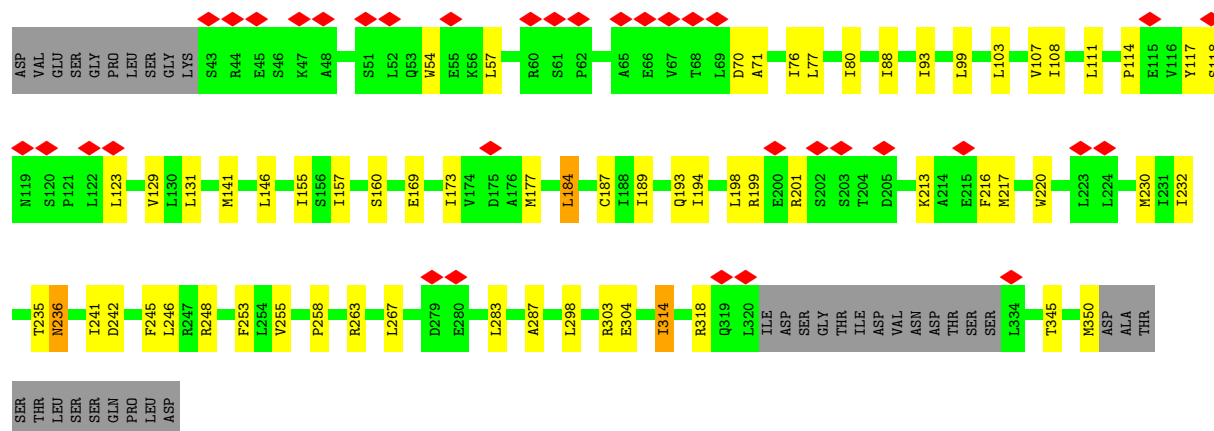 ASP VAL GLU SER GLY PRO LEU SER GLY LYS S43 R44 E45 S46 K47 A48 S51 L52 Q53 W54 E55 K56 L57 R60 S61 P62 A65 E66 V67 T68 L69 D70 A71 I76 L77 I80 I88 I93 L99 L103 V107 I108 L111 P114 E115 V116 Y117 S118
N119 S120 P121 L122 L123 V129 L130 L131 M141 L146 I155 S156 I157 S160 E169 I173 V174 D175 A176 M177 L184 C187 I188 I189 Q193 I194 L198 R199 E200 R201 S202 S203 T204 D205 K213 A214 E215 F216 M217 W220 L223 L224 M230 I231 I232
T235 N236 I241 D242 F245 L246 R247 R248 F253 L254 V255 P258 R263 L267 D279 E280 L283 A287 L298 R303 E304 I314 R318 Q319 L320 ILE ASP SER GLY THR ILE ASP VAL ASN ASP THR SER SER L334 T345 M350 ASP ALA THR
SER THR LEU SER SER GLN PRO LEU ASP